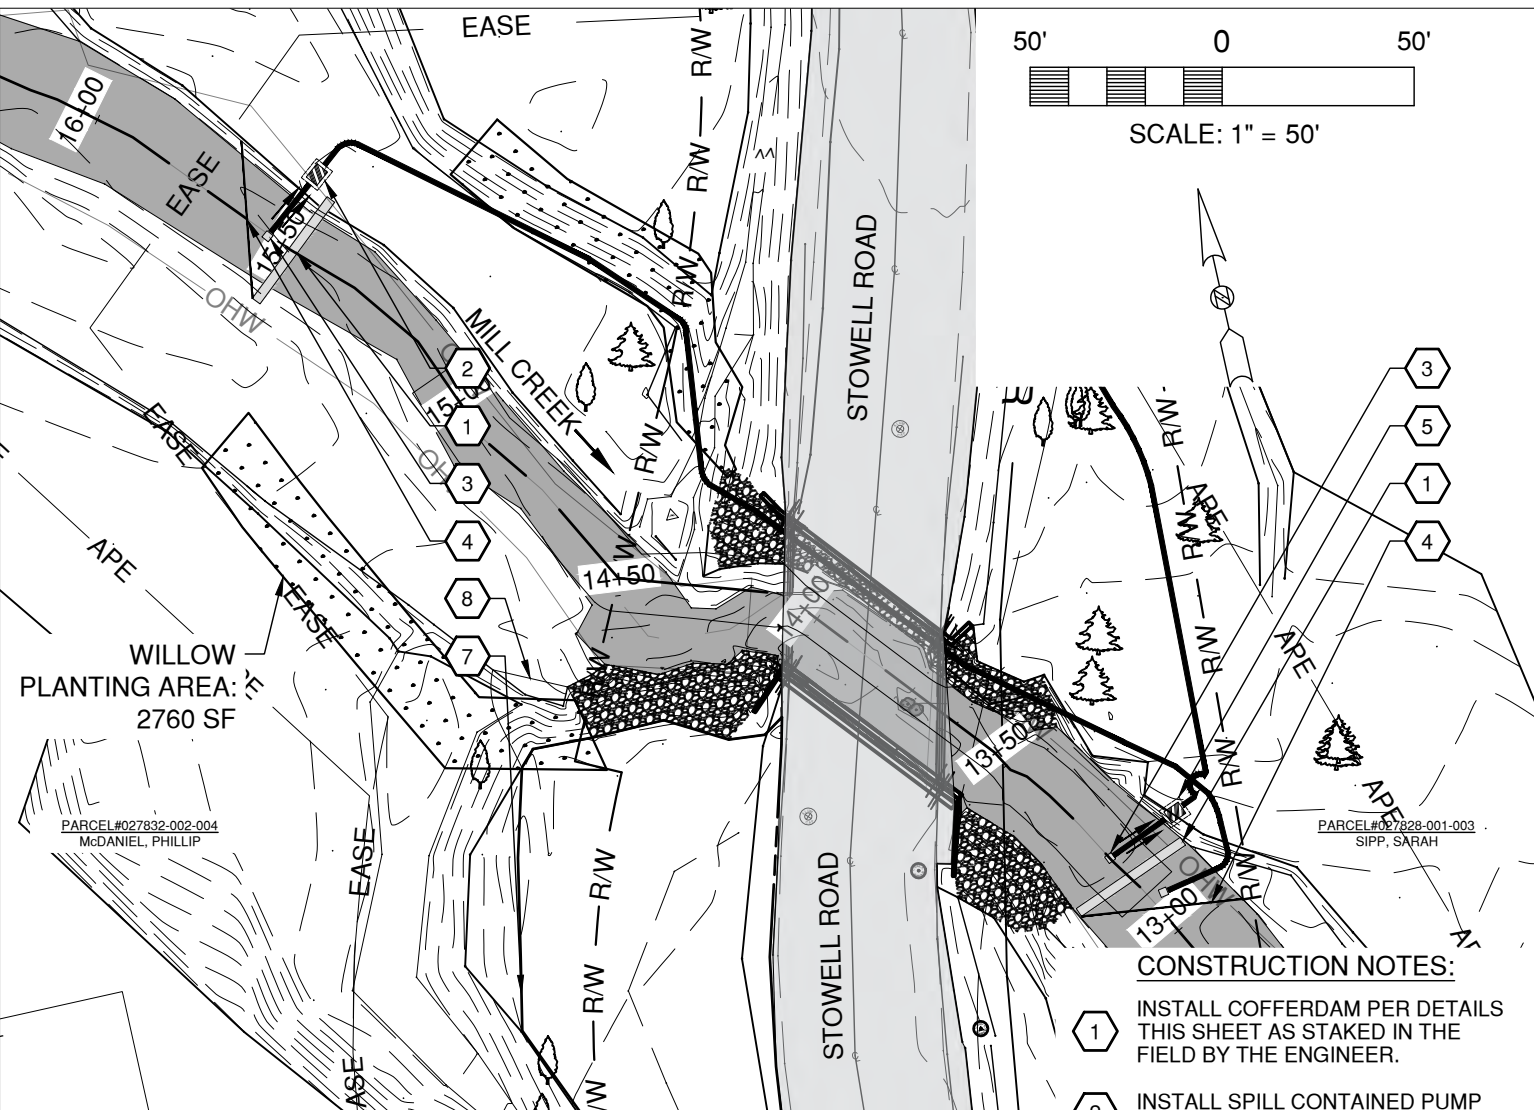 EASE
R/W
R/W
R/W
50'
0
50'
SCALE: 1" = 50'
16+00
EASE
15+50
OHW
MILL CREEK
STOWELL ROAD
2
1
3
4
8
7
3
5
1
4
R/W
R/W
R/W
R/W
R/W
R/W
EASE
APE
APE
APE
APE
EASE
14+50
14+00
13+50
13+00
OHW
WILLOW
PLANTING AREA:
2760 SF
PARCEL#027832-002-004
McDANIEL, PHILLIP
PARCEL#027828-001-003
SIPP, SARAH
EASE
R/W
R/W
STOWELL ROAD
CONSTRUCTION NOTES:
1
INSTALL COFFERDAM PER DETAILS
THIS SHEET AS STAKED IN THE
FIELD BY THE ENGINEER.
INSTALL SPILL CONTAINED PUMP